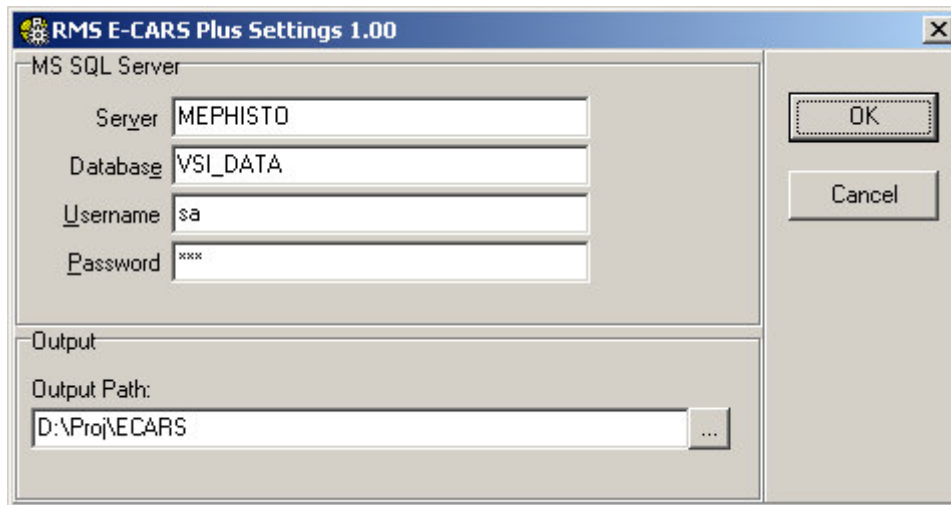 RMS E-CARS Plus Settings 1.00
MS SQL Server
Server MEPHISTO
Database VSI_DATA
Username sa
Password ***
OK
Cancel
Output
Output Path:
D:\Proj\ECARS ...